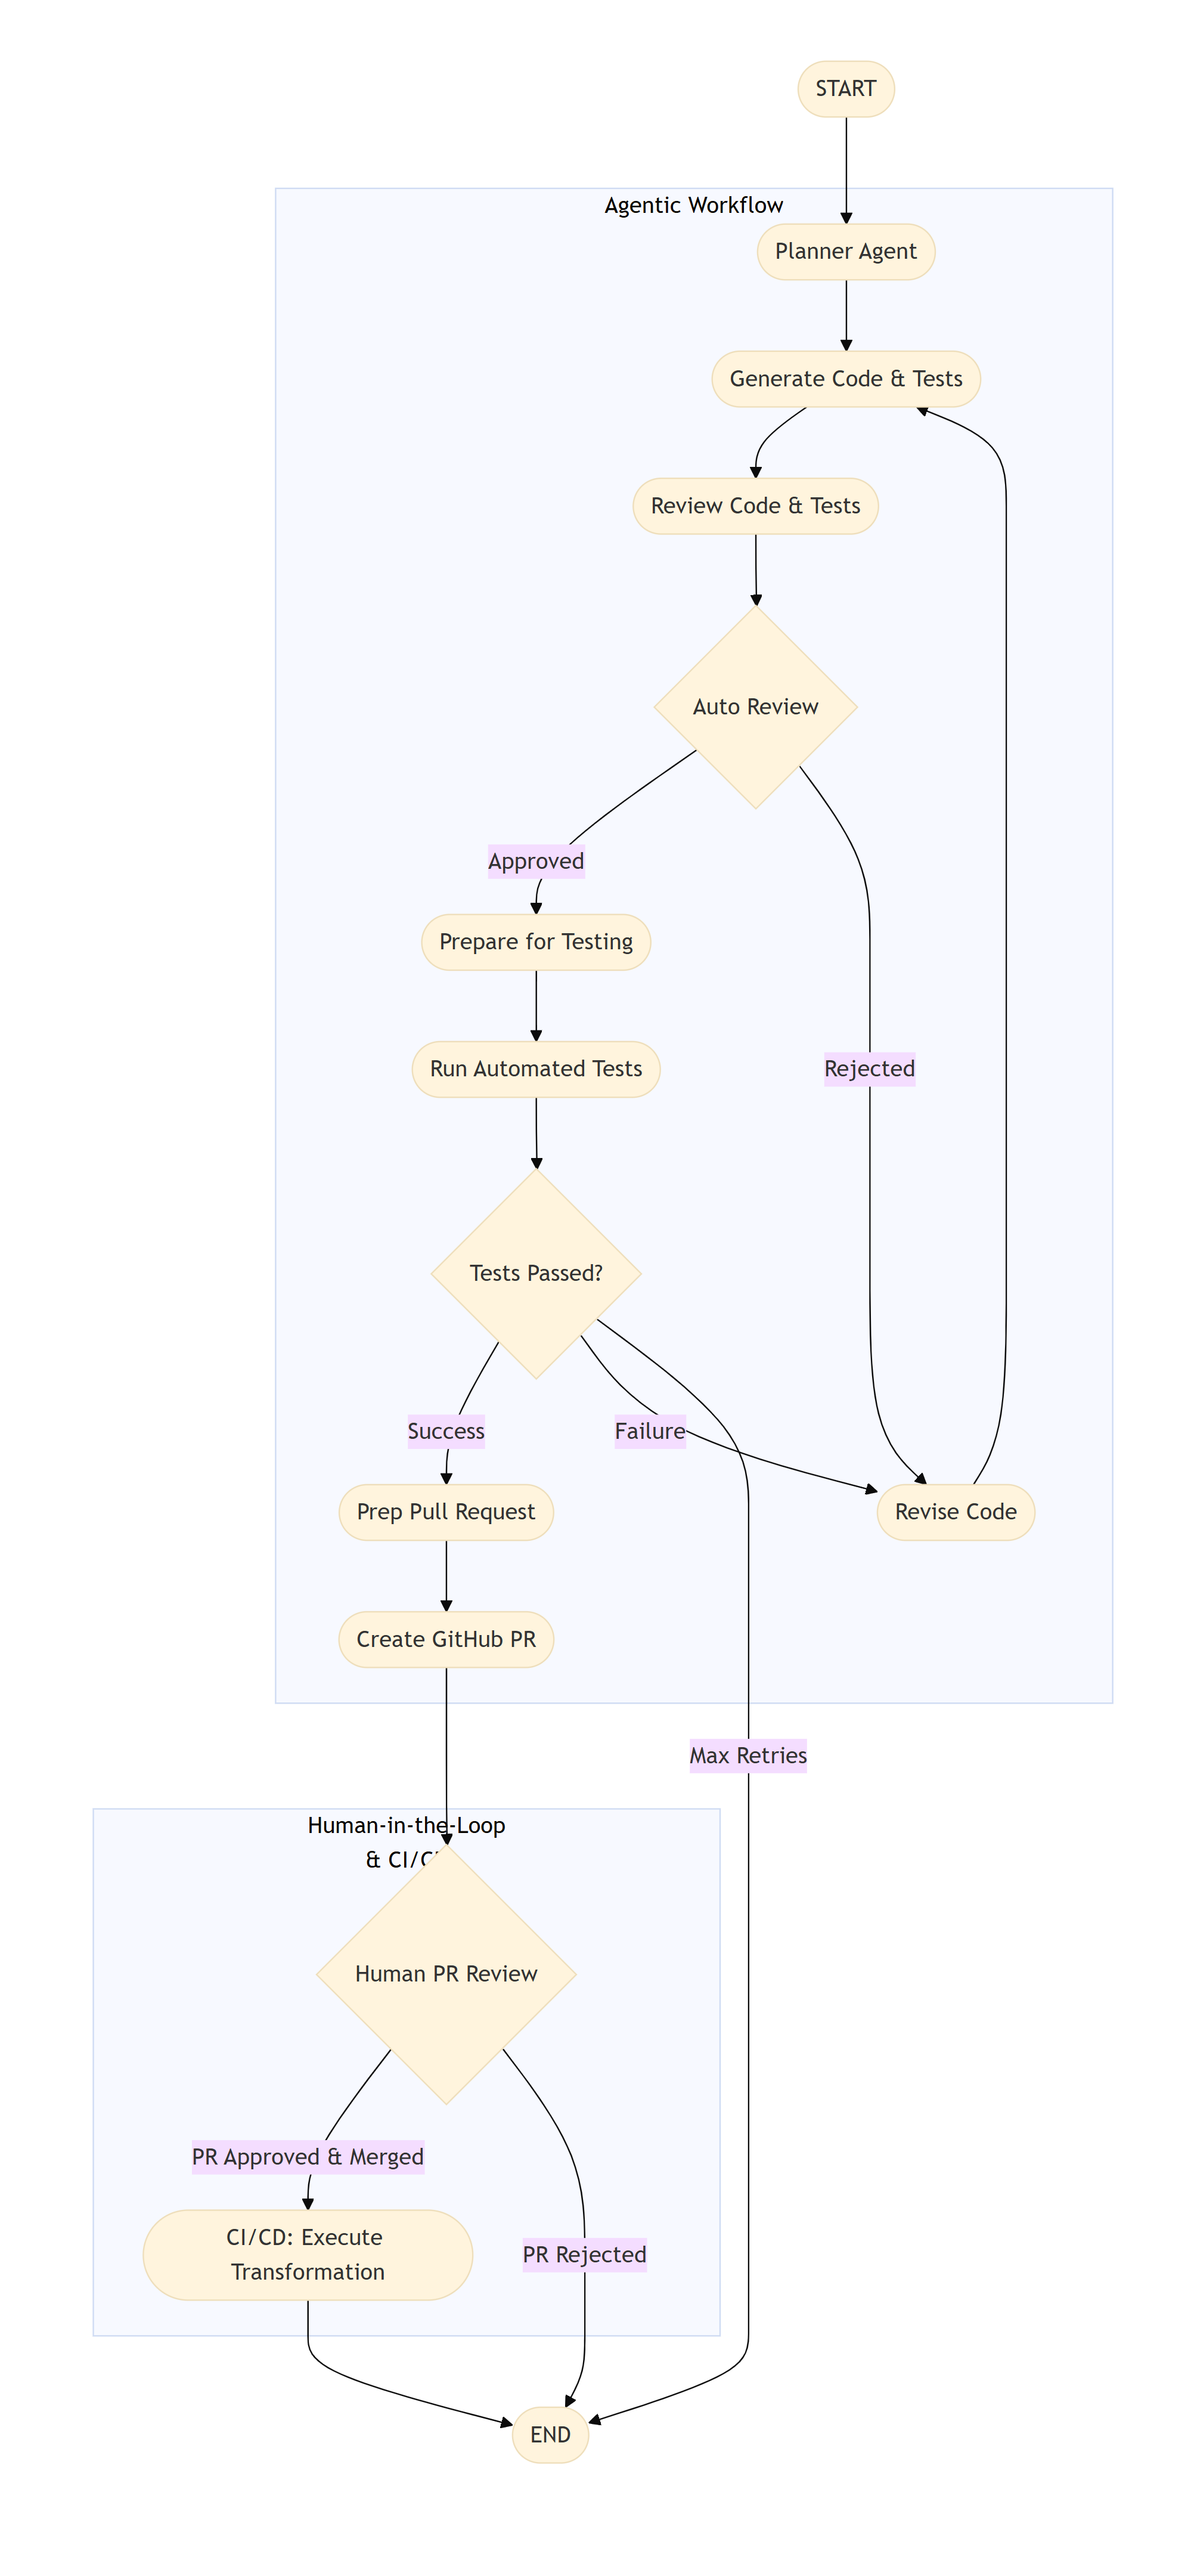 START
Agentic Workflow
Planner Agent
Generate Code & Tests
Review Code & Tests
Auto Review
Approved
Prepare for Testing
Run Automated Tests
Rejected
Tests Passed?
Success
Failure
Prep Pull Request
Revise Code
Create GitHub PR
Max Retries
Human-in-the-Loop
&
Human PR Review
PR Approved & Merged
CI/CD: Execute
Transformation
PR Rejected
END